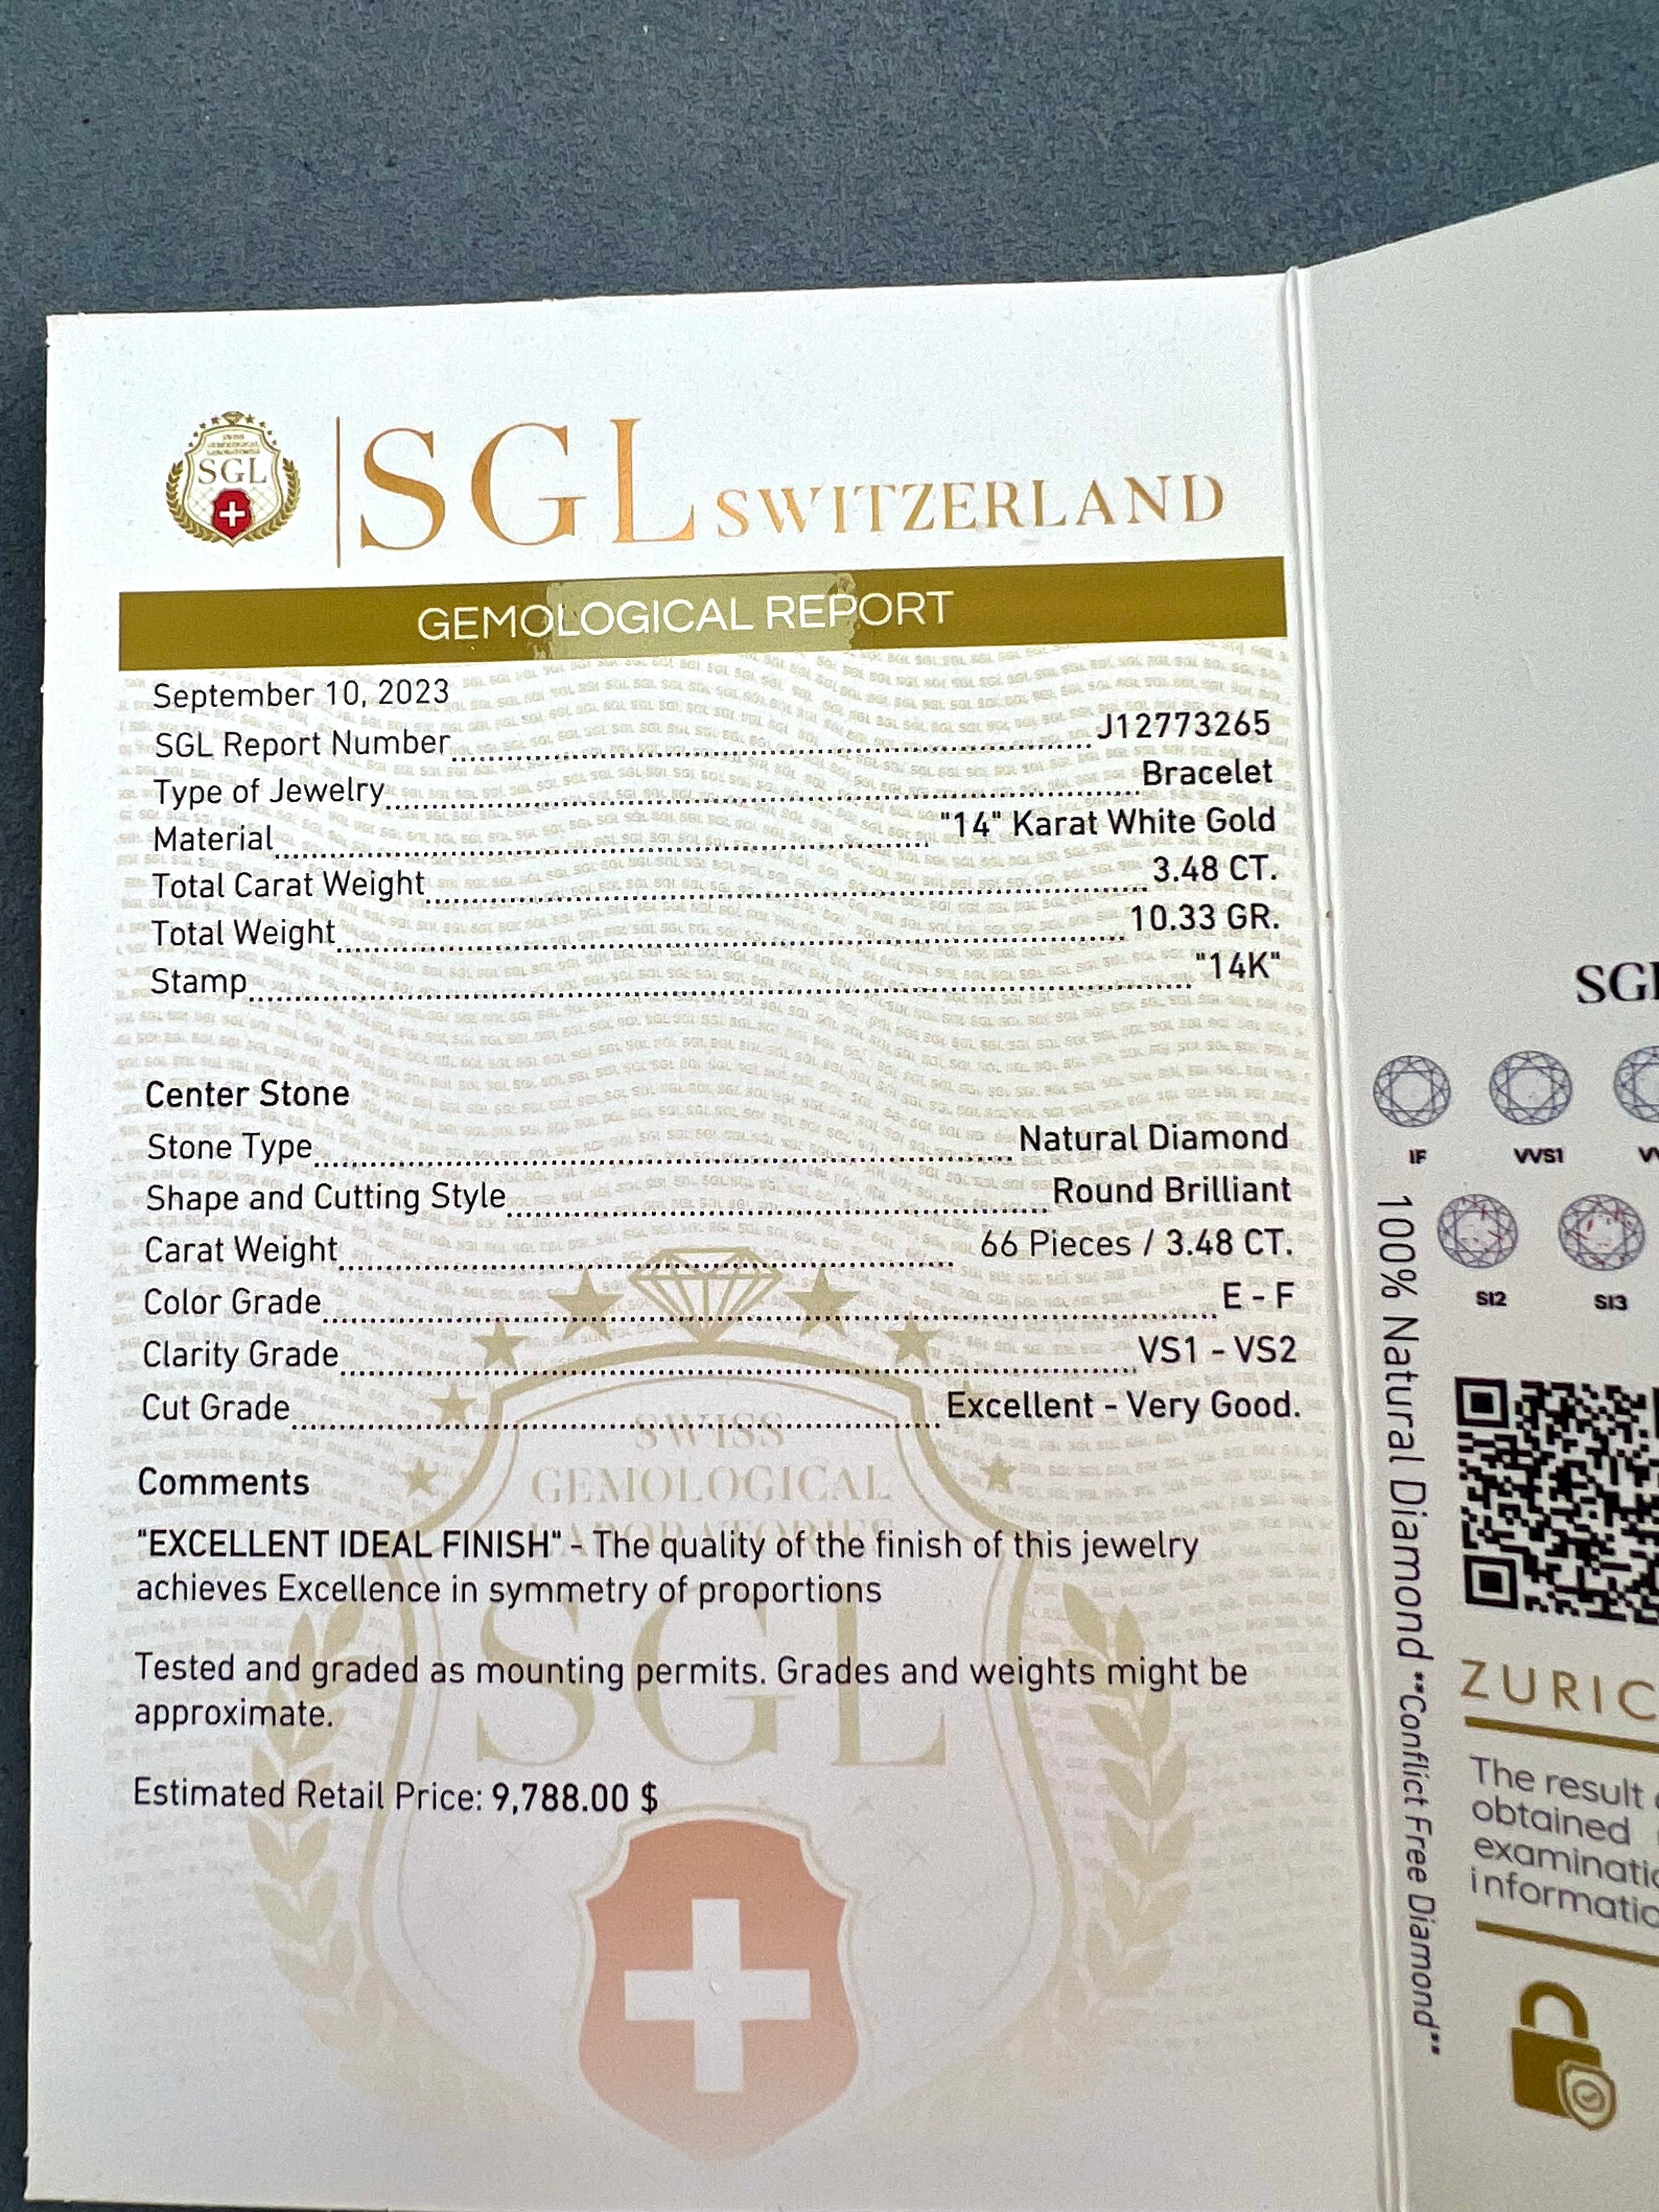 SGL
SGL SWITZERLAND
GEMOLOGICAL REPORT
September 10, 2023
SGL Report Number J12773265
Type of Jewelry Bracelet
Material "14" Karat White Gold
Total Carat Weight 3.48 CT.
Total Weight 10.33 GR.
Stamp "14K"
Center Stone
Stone Type Natural Diamond
Shape and Cutting Style Round Brilliant
Carat Weight 66 Pieces / 3.48 CT.
Color Grade E - F
Clarity Grade VS1 - VS2
Cut Grade Excellent - Very Good.
SWISS
GEMOLOGICAL
LABORATORIES
SGL
Comments
"EXCELLENT IDEAL FINISH" - The quality of the finish of this jewelry
achieves Excellence in symmetry of proportions
Tested and graded as mounting permits. Grades and weights might be
approximate.
Estimated Retail Price: 9,788.00 $
IF VVS1
SI2 SI3
100% Natural Diamond **Conflict Free Diamond**
The result
obtained